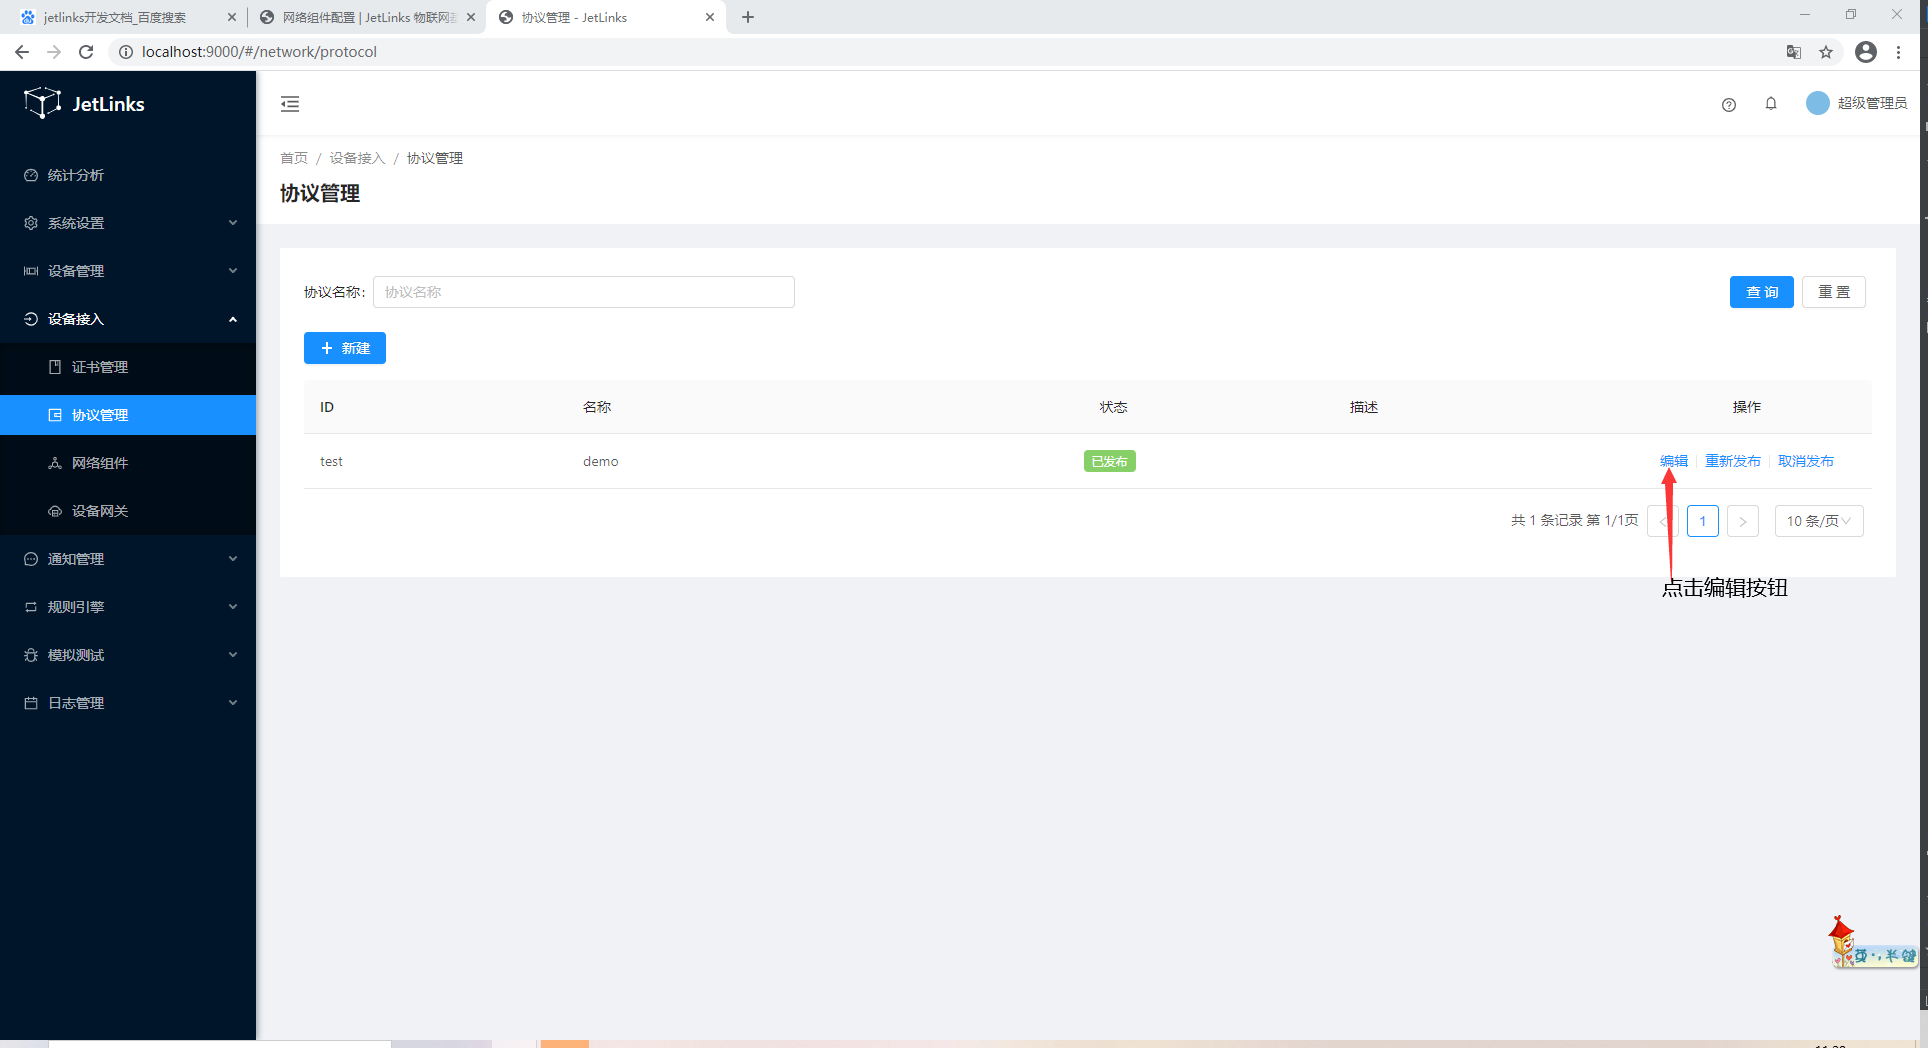 jetlinks开发文档_百度搜索
网络组件配置 | JetLinks 物联网基
协议管理 - JetLinks
localhost:9000/#/network/protocol
JetLinks
超级管理员
统计分析
系统设置
设备管理
设备接入
证书管理
协议管理
网络组件
设备网关
通知管理
规则引擎
模拟测试
日志管理
首页 / 设备接入 / 协议管理
协议管理
协议名称: 协议名称
查 询 重 置
+ 新建
ID 名称 状态 描述 操作
test demo 已发布 编辑 重新发布 取消发布
共 1 条记录 第 1/1页 < 1 > 10 条/页
点击编辑按钮